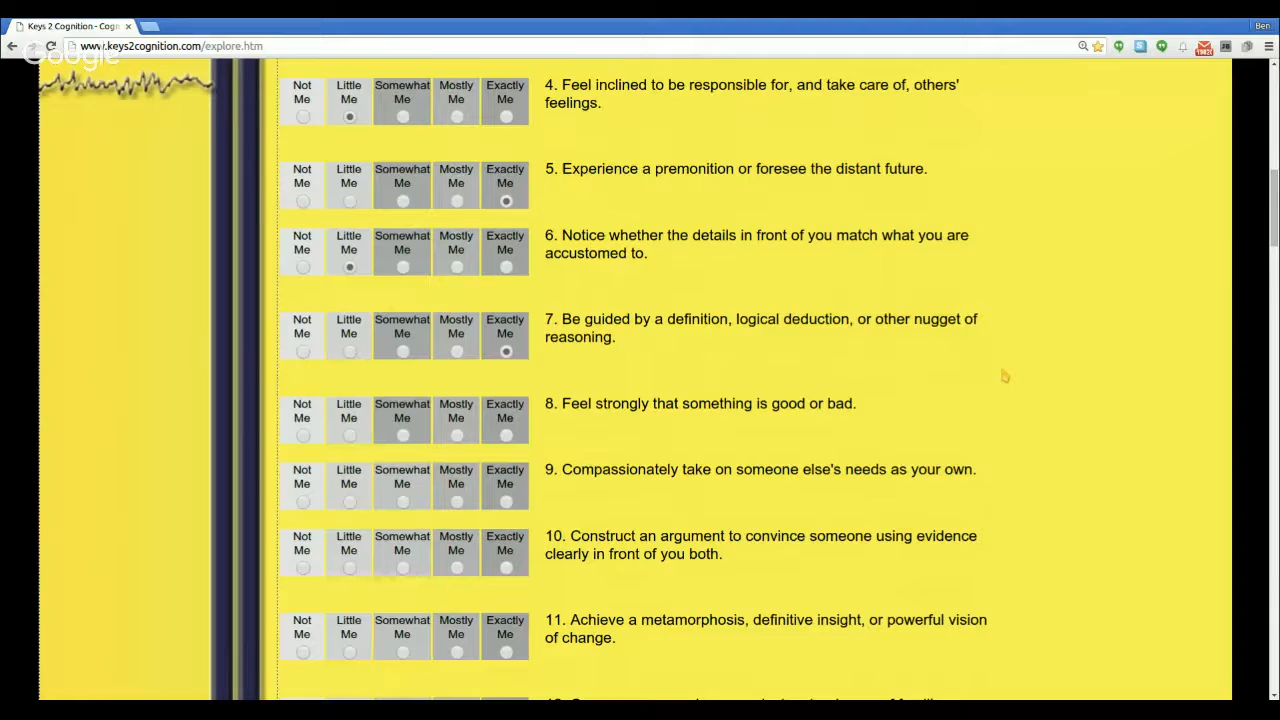 Keys 2 Cognition - Cogn
Ben
www.keys2cognition.com/explore.htm
Google
Not Me Little Me Somewhat Me Mostly Me Exactly Me
4. Feel inclined to be responsible for, and take care of, others'
feelings.
Not Me Little Me Somewhat Me Mostly Me Exactly Me
5. Experience a premonition or foresee the distant future.
Not Me Little Me Somewhat Me Mostly Me Exactly Me
6. Notice whether the details in front of you match what you are
accustomed to.
Not Me Little Me Somewhat Me Mostly Me Exactly Me
7. Be guided by a definition, logical deduction, or other nugget of
reasoning.
Not Me Little Me Somewhat Me Mostly Me Exactly Me
8. Feel strongly that something is good or bad.
Not Me Little Me Somewhat Me Mostly Me Exactly Me
9. Compassionately take on someone else's needs as your own.
Not Me Little Me Somewhat Me Mostly Me Exactly Me
10. Construct an argument to convince someone using evidence
clearly in front of you both.
Not Me Little Me Somewhat Me Mostly Me Exactly Me
11. Achieve a metamorphosis, definitive insight, or powerful vision
of change.